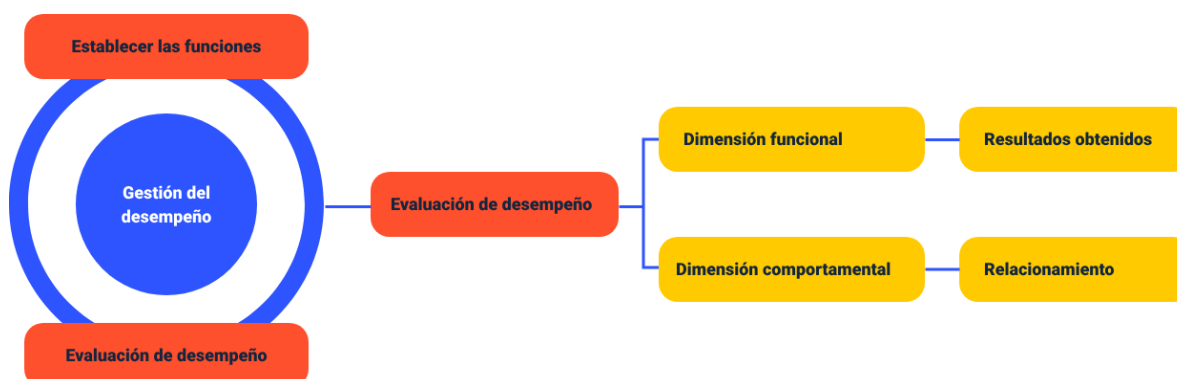 Establecer las funciones
Gestión del
desempeño
Evaluación de desempeño
Evaluación de desempeño
Dimensión funcional
Resultados obtenidos
Dimensión comportamental
Relacionamiento